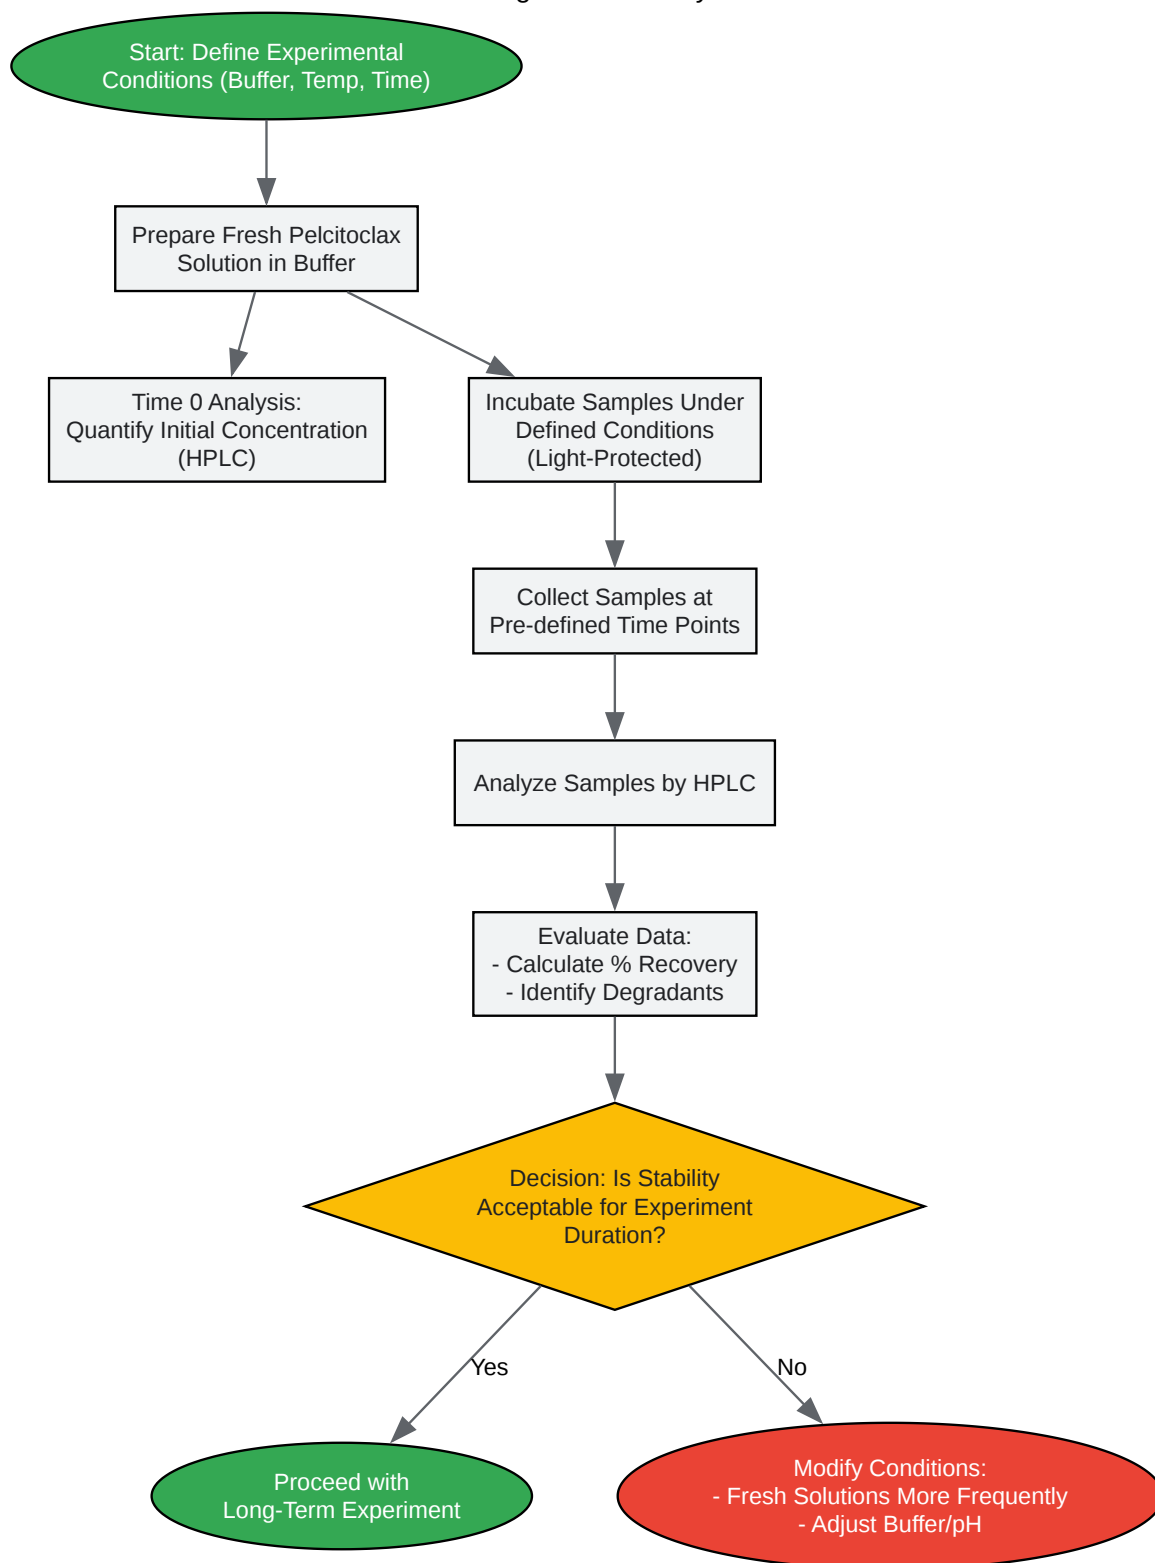 Start: Define Experimental
Conditions (Buffer, Temp, Time)
Prepare Fresh Pelcitoclax
Solution in Buffer
Time 0 Analysis:
Quantify Initial Concentration
(HPLC)
Incubate Samples Under
Defined Conditions
(Light-Protected)
Collect Samples at
Pre-defined Time Points
Analyze Samples by HPLC
Evaluate Data:
- Calculate % Recovery
- Identify Degradants
Decision: Is Stability
Acceptable for Experiment
Duration?
Yes
No
Proceed with
Long-Term Experiment
Modify Conditions:
- Fresh Solutions More Frequently
- Adjust Buffer/pH